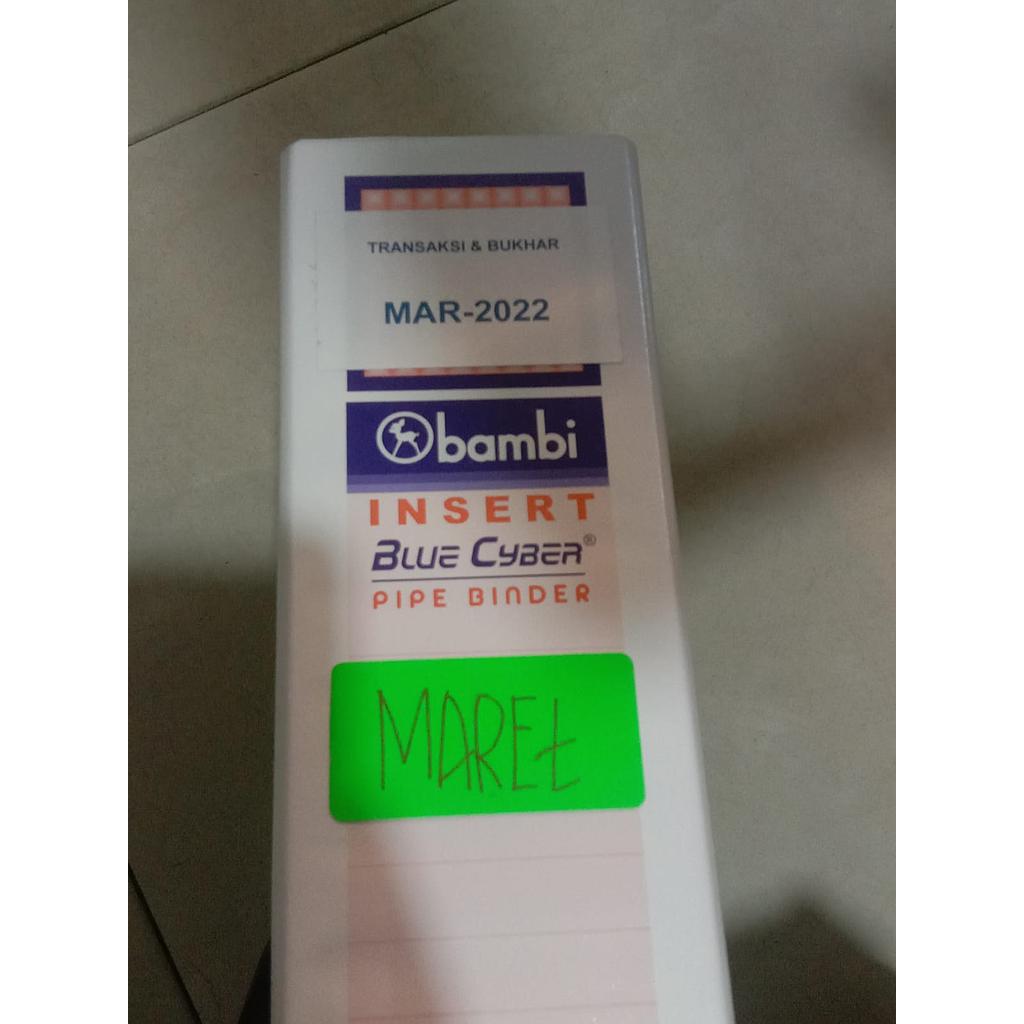 TRANSAKSI & BUKHAR
MAR-2022
bambi
INSERT
BLUE CYBER®
PIPE BINDER
MAREt